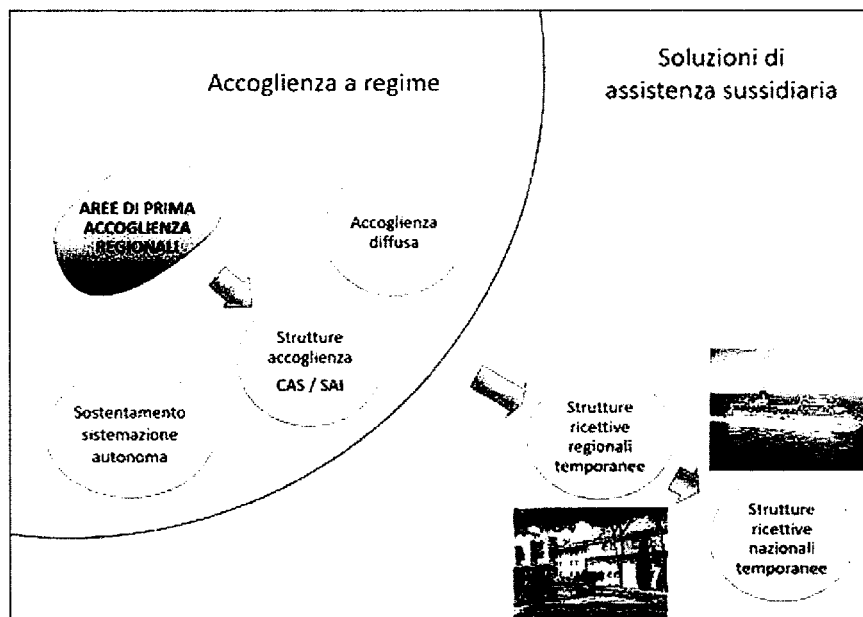 Accoglienza a regime
Soluzioni di
assistenza sussidiaria
AREE DI PRIMA
ACCOGLIENZA
REGIONALI
Accoglienza
diffusa
Strutture
accoglienza
CAS / SAI
Sostentamento
sistemazione
autonoma
Strutture
ricettive
regionali
temporanee
Strutture
ricettive
nazionali
temporanee